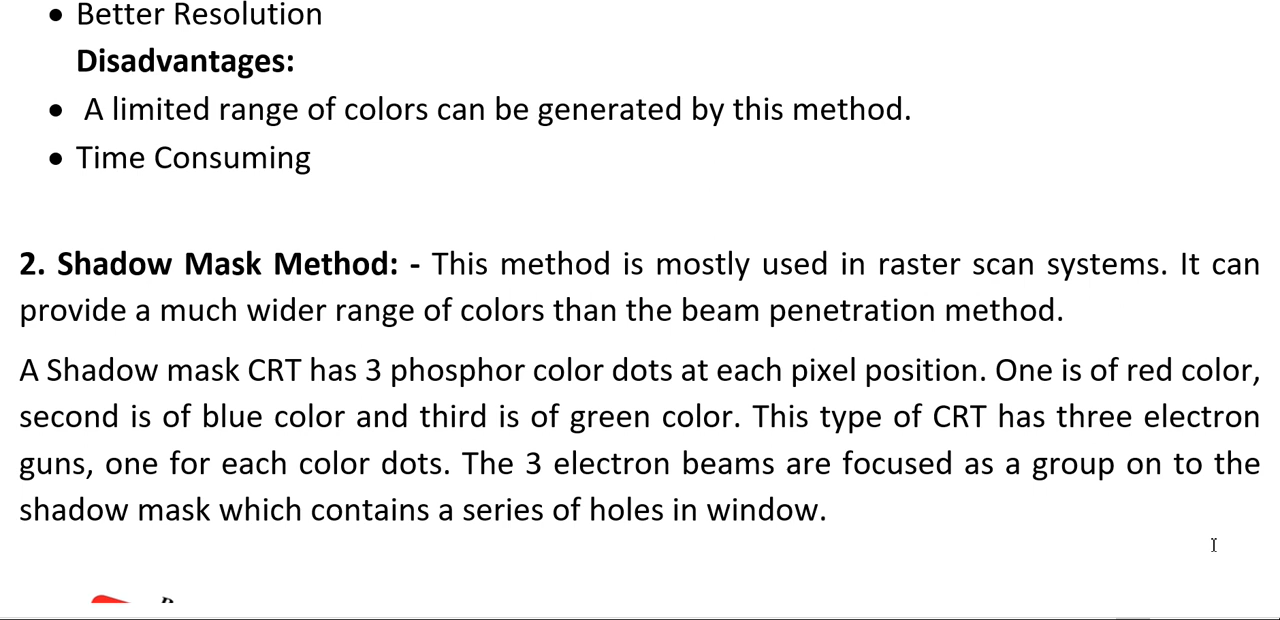 • Better Resolution
Disadvantages:
• A limited range of colors can be generated by this method.
• Time Consuming
2. Shadow Mask Method: - This method is mostly used in raster scan systems. It can
provide a much wider range of colors than the beam penetration method.
A Shadow mask CRT has 3 phosphor color dots at each pixel position. One is of red color,
second is of blue color and third is of green color. This type of CRT has three electron
guns, one for each color dots. The 3 electron beams are focused as a group on to the
shadow mask which contains a series of holes in window.